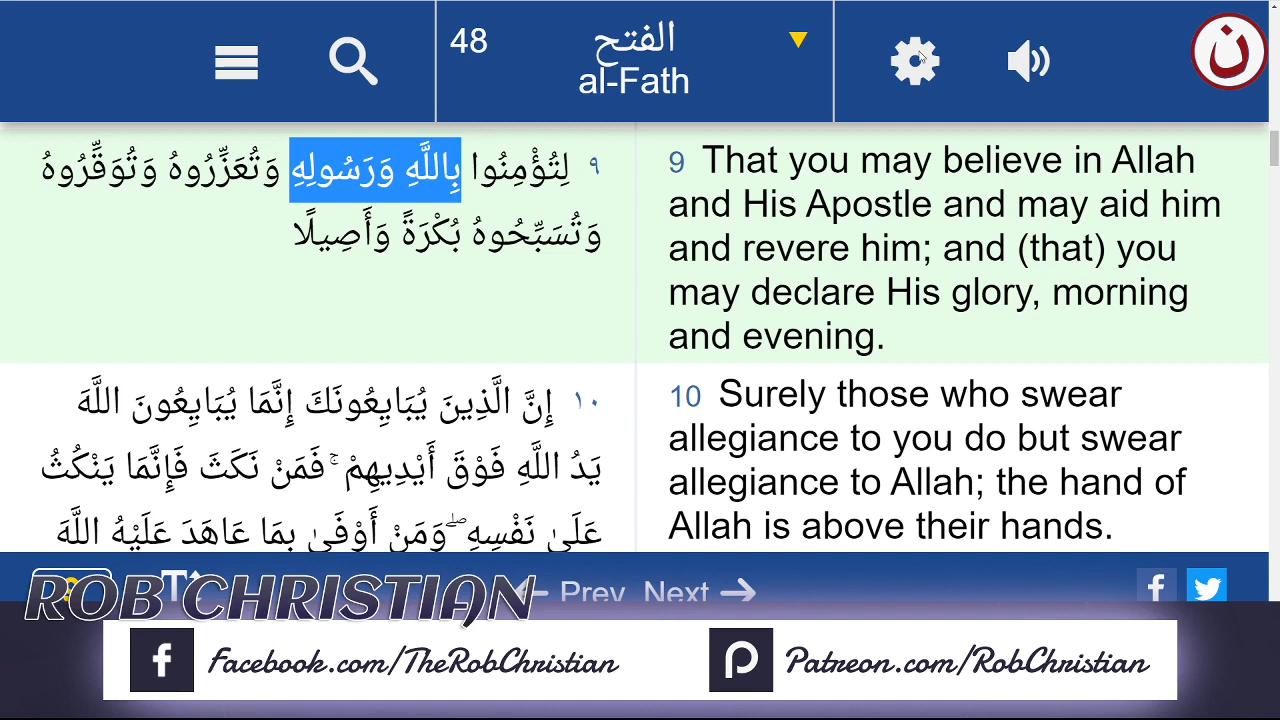 48
الفتح
al-Fath
ن
٩ لِتُؤْمِنُوا بِاللَّهِ وَرَسُولِهِ وَتُعَزِّرُوهُ وَتُوَقِّرُوهُ
وَتُسَبِّحُوهُ بُكْرَةً وَأَصِيلًا
9 That you may believe in Allah
and His Apostle and may aid him
and revere him; and (that) you
may declare His glory, morning
and evening.
١٠ إِنَّ الَّذِينَ يُبَايِعُونَكَ إِنَّمَا يُبَايِعُونَ اللَّهَ
يَدُ اللَّهِ فَوْقَ أَيْدِيهِمْ ۚ فَمَنْ نَكَثَ فَإِنَّمَا يَنْكُثُ
عَلَىٰ نَفْسِهِ ۖ وَمَنْ أَوْفَىٰ بِمَا عَاهَدَ عَلَيْهُ اللَّهَ
10 Surely those who swear
allegiance to you do but swear
allegiance to Allah; the hand of
Allah is above their hands.
Prev Next
ROB CHRISTIAN
Facebook.com/TheRobChristian
Patreon.com/RobChristian